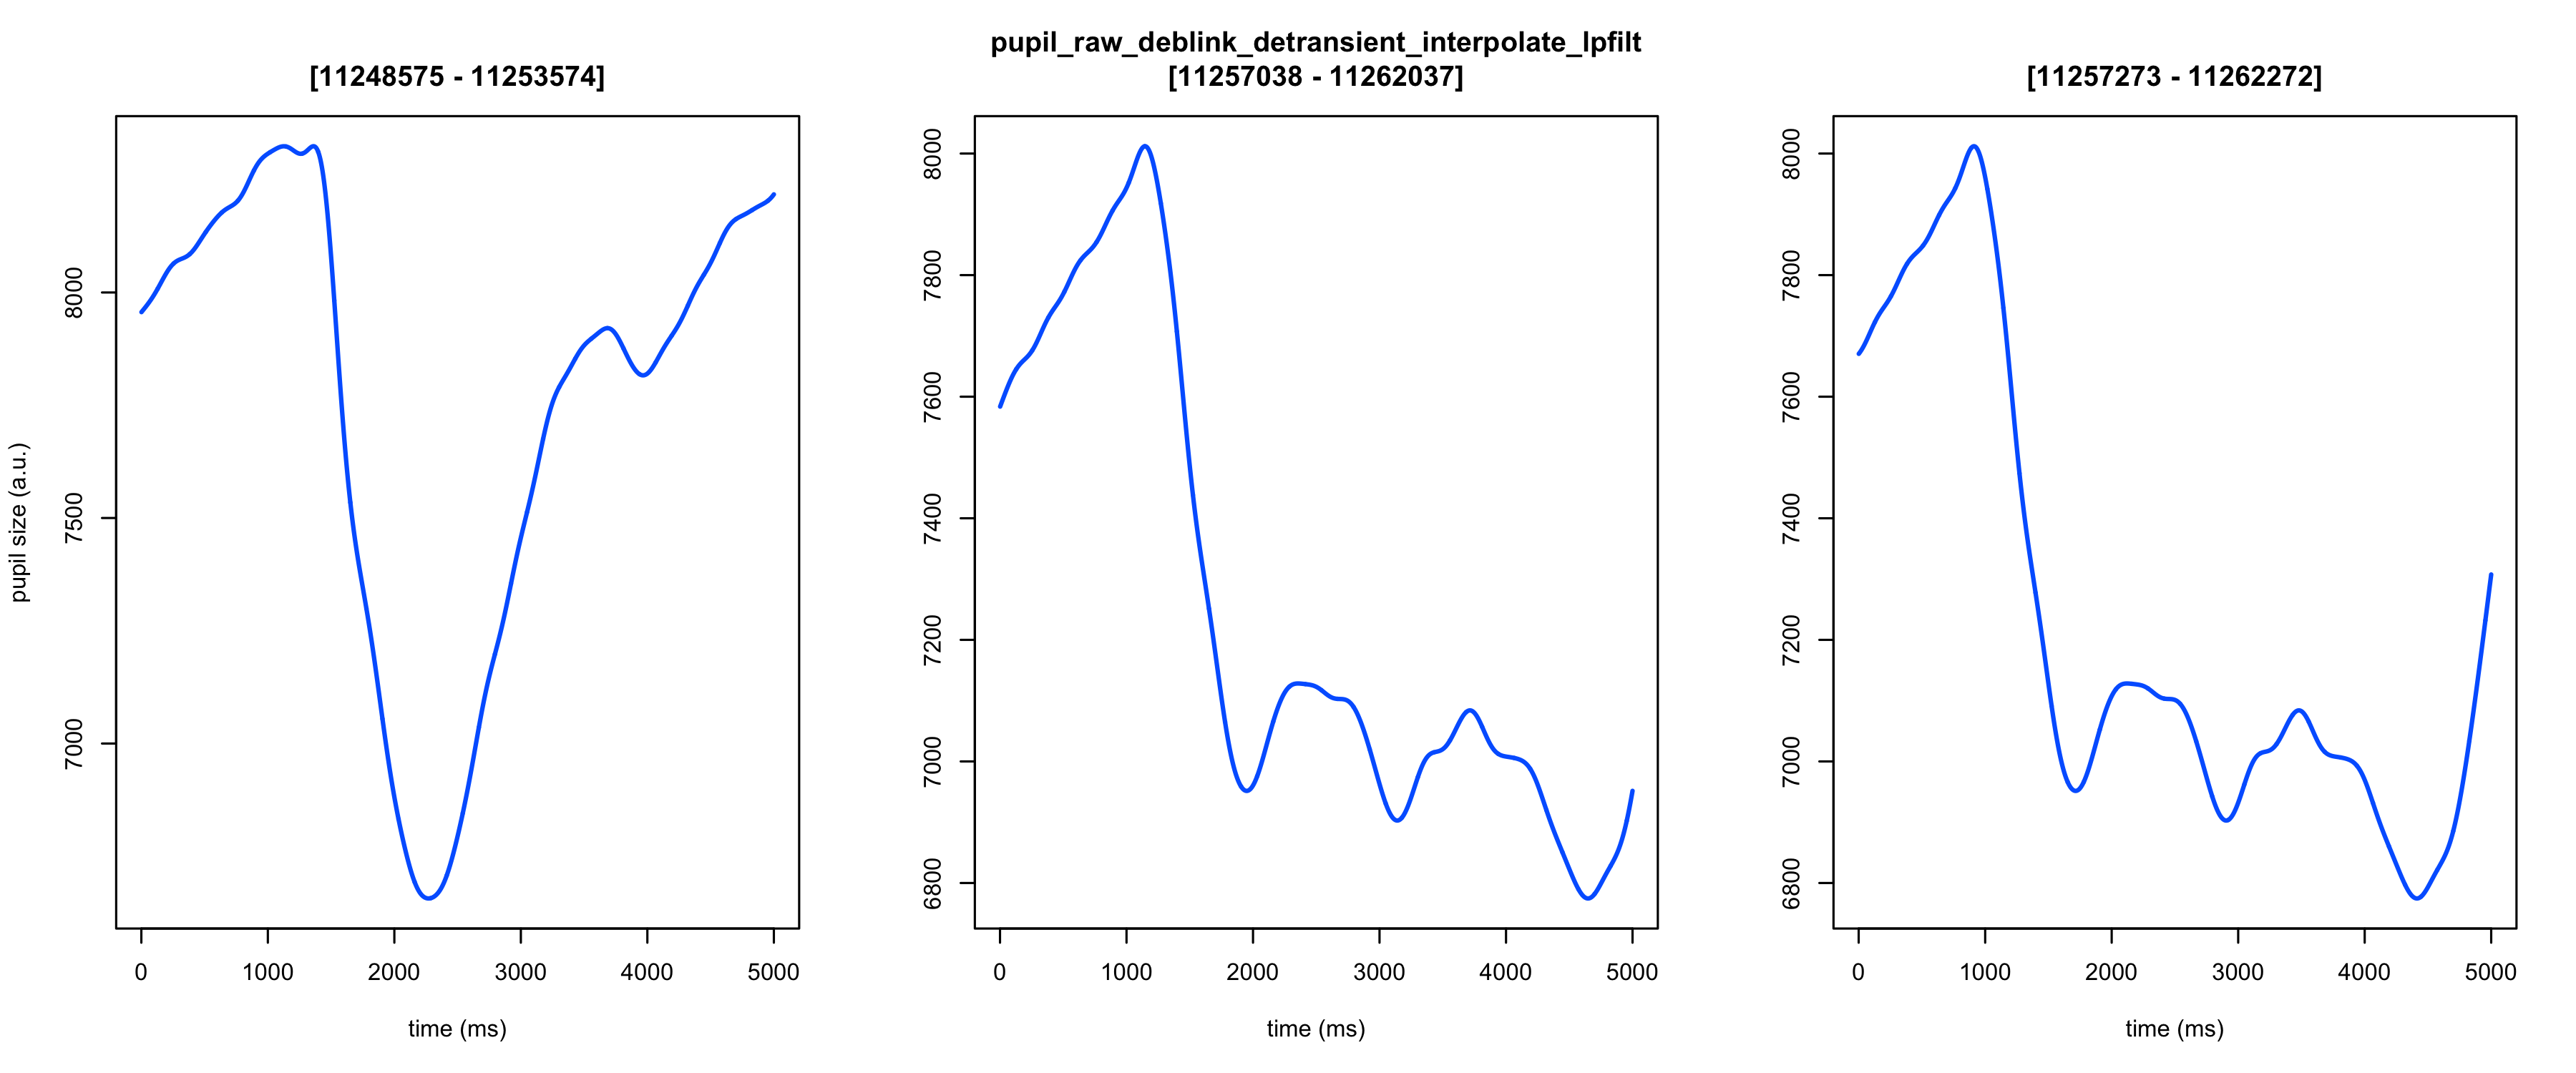 pupil_raw_deblink_detransient_interpolate_lpfilt
[11248575 - 11253574]
[11257038 - 11262037]
[11257273 - 11262272]
pupil size (a.u.)
8000
7500
7000
0 1000 2000 3000 4000 5000
time (ms)
8000
7800
7600
7400
7200
7000
6800
0 1000 2000 3000 4000 5000
time (ms)
8000
7800
7600
7400
7200
7000
6800
0 1000 2000 3000 4000 5000
time (ms)